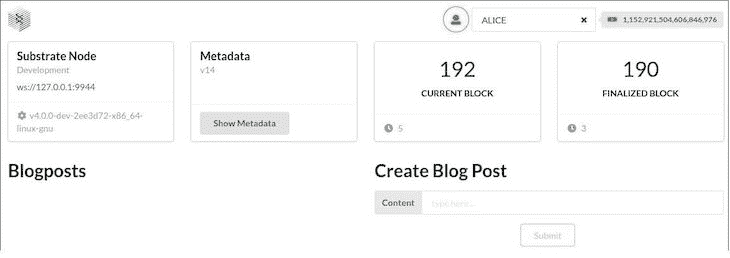 ALICE
1,152,921,504,606,846,976
Substrate Node
Development
ws://127.0.0.1:9944
v4.0.0-dev-2ee3d72-x86_64-
linux-gnu
Metadata
v14
Show Metadata
192
CURRENT BLOCK
5
190
FINALIZED BLOCK
3
Blogposts
Create Blog Post
Content
type here...
Submit